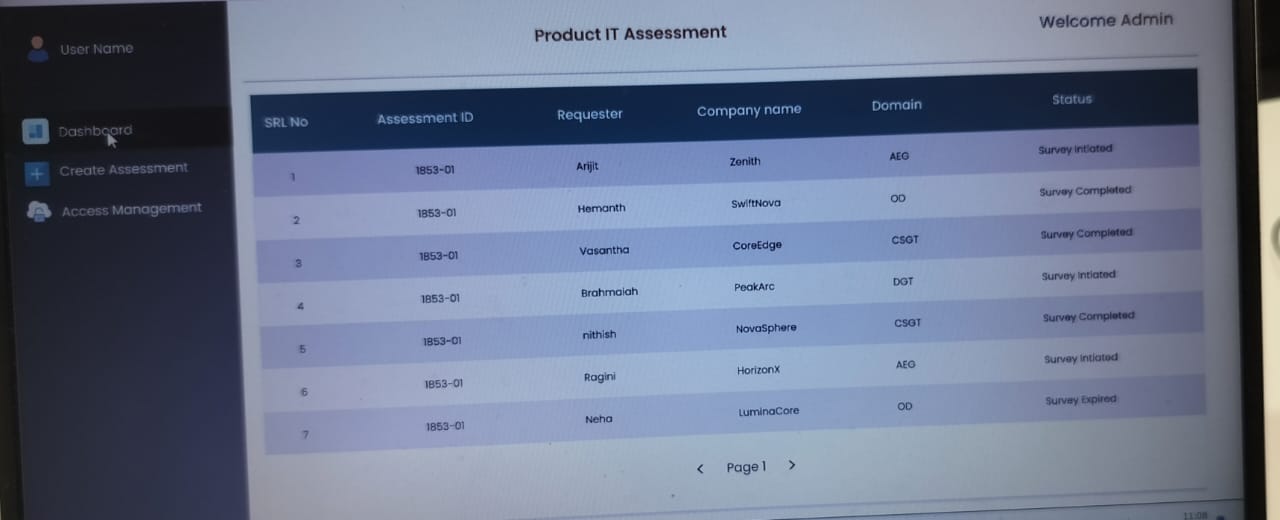 User Name
Product IT Assessment
Welcome Admin
Dashboard
Create Assessment
Access Management
SRL No Assessment ID Requester Company name Domain Status
1 1853-01 Arijit Zenith AEG Survey Intiated
2 1853-01 Hemanth SwiftNova OD Survey Completed
3 1853-01 Vasantha CoreEdge CSGT Survey Completed
4 1853-01 Brahmaiah PeakArc DGT Survey Intiated
5 1853-01 nithish NovaSphere CSGT Survey Completed
6 1853-01 Ragini HorizonX AEG Survey Intiated
7 1853-01 Neha LuminaCore OD Survey Expired
< Page 1 >
11:08